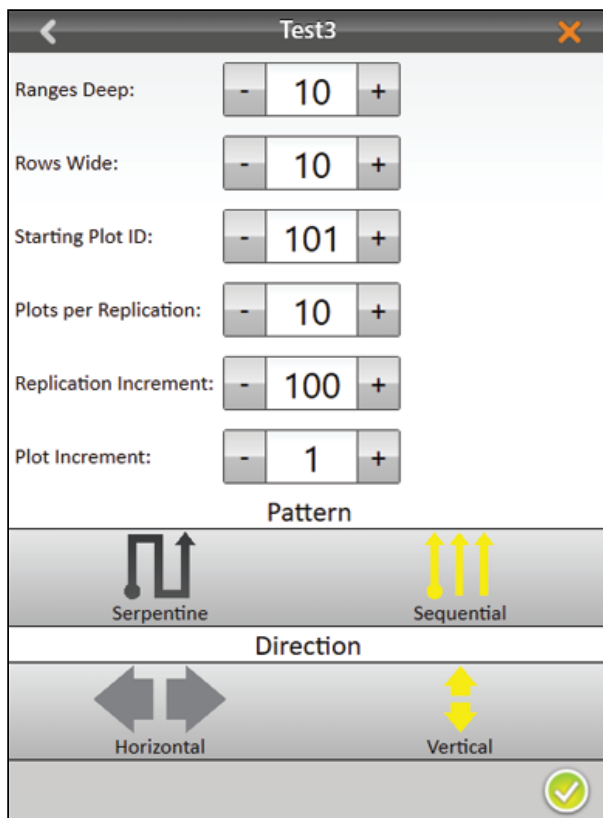 Test3
Ranges Deep: - 10 +
Rows Wide: - 10 +
Starting Plot ID: - 101 +
Plots per Replication: - 10 +
Replication Increment: - 100 +
Plot Increment: - 1 +
Pattern
Serpentine Sequential
Direction
Horizontal Vertical